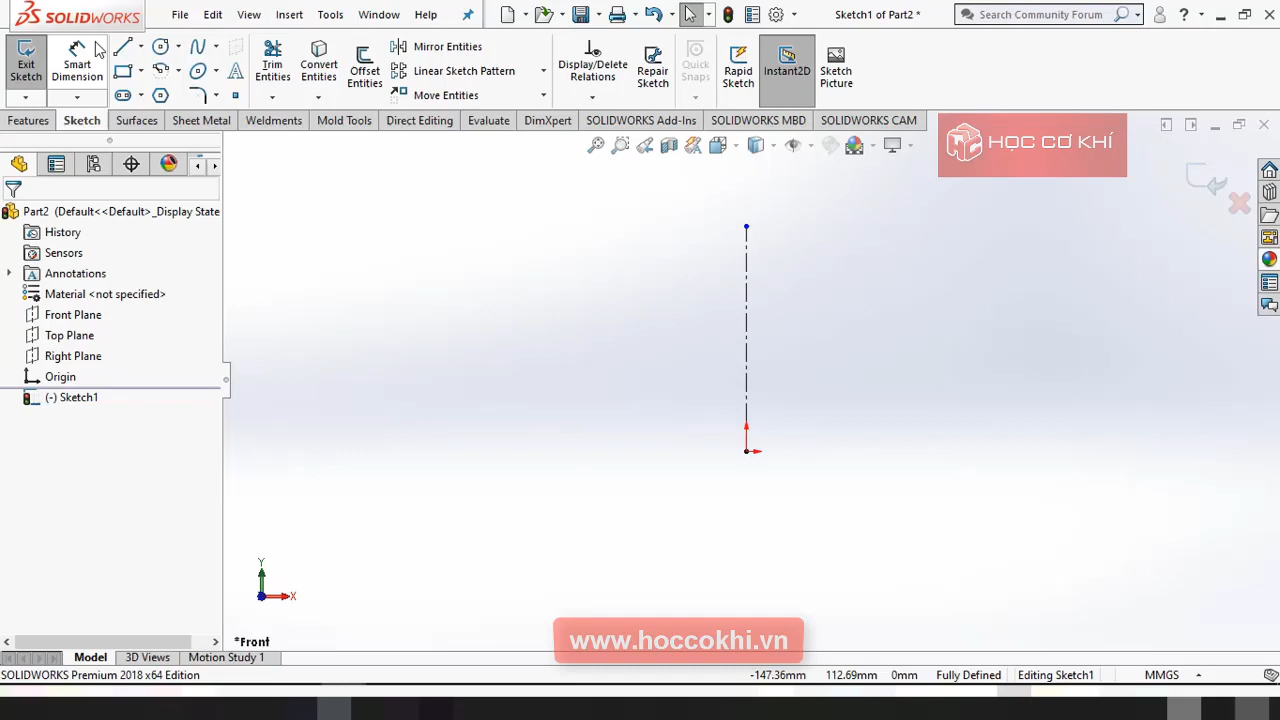 SOLIDWORKS File Edit View Insert Tools Window Help Sketch1 of Part2 * Search Community Forum ?
Exit Sketch
Smart Dimension
Trim Entities
Convert Entities
Offset Entities
Mirror Entities
Linear Sketch Pattern
Move Entities
Display/Delete Relations
Repair Sketch
Quick Snaps
Rapid Sketch
Instant2D
Sketch Picture
Features Sketch Surfaces Sheet Metal Weldments Mold Tools Direct Editing Evaluate DimXpert SOLIDWORKS Add-Ins SOLIDWORKS MBD SOLIDWORKS CAM
HỌC CƠ KHÍ
Part2 (Default<<Default>_Display State
History
Sensors
Annotations
Material <not specified>
Front Plane
Top Plane
Right Plane
Origin
(-) Sketch1
Y
X
*Front
www.hoccokhi.vn
Model 3D Views Motion Study 1
SOLIDWORKS Premium 2018 x64 Edition -147.36mm 112.69mm 0mm Fully Defined Editing Sketch1 MMGS